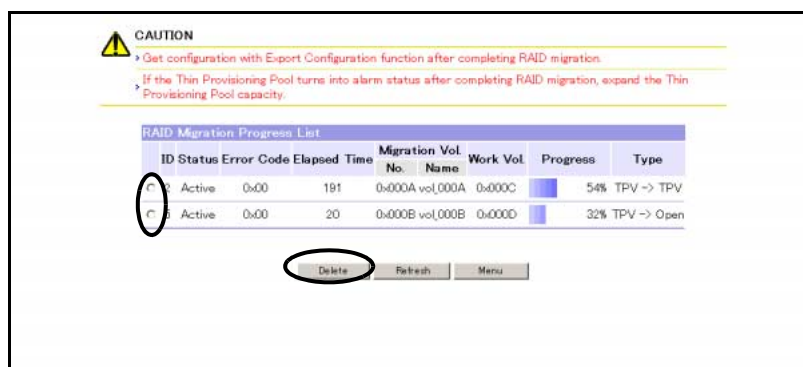 CAUTION
Get configuration with Export Configuration function after completing RAID migration.
If the Thin Provisioning Pool turns into alarm status after completing RAID migration, expand the Thin
Provisioning Pool capacity.
RAID Migration Progress List
ID Status Error Code Elapsed Time Migration Vol. Work Vol. Progress Type
No. Name
2 Active 0x00 191 0x000A vol_000A 0x000C 54% TPV -> TPV
Active 0x00 20 0x000B vol_000B 0x000D 32% TPV -> Open
Delete Refresh Menu